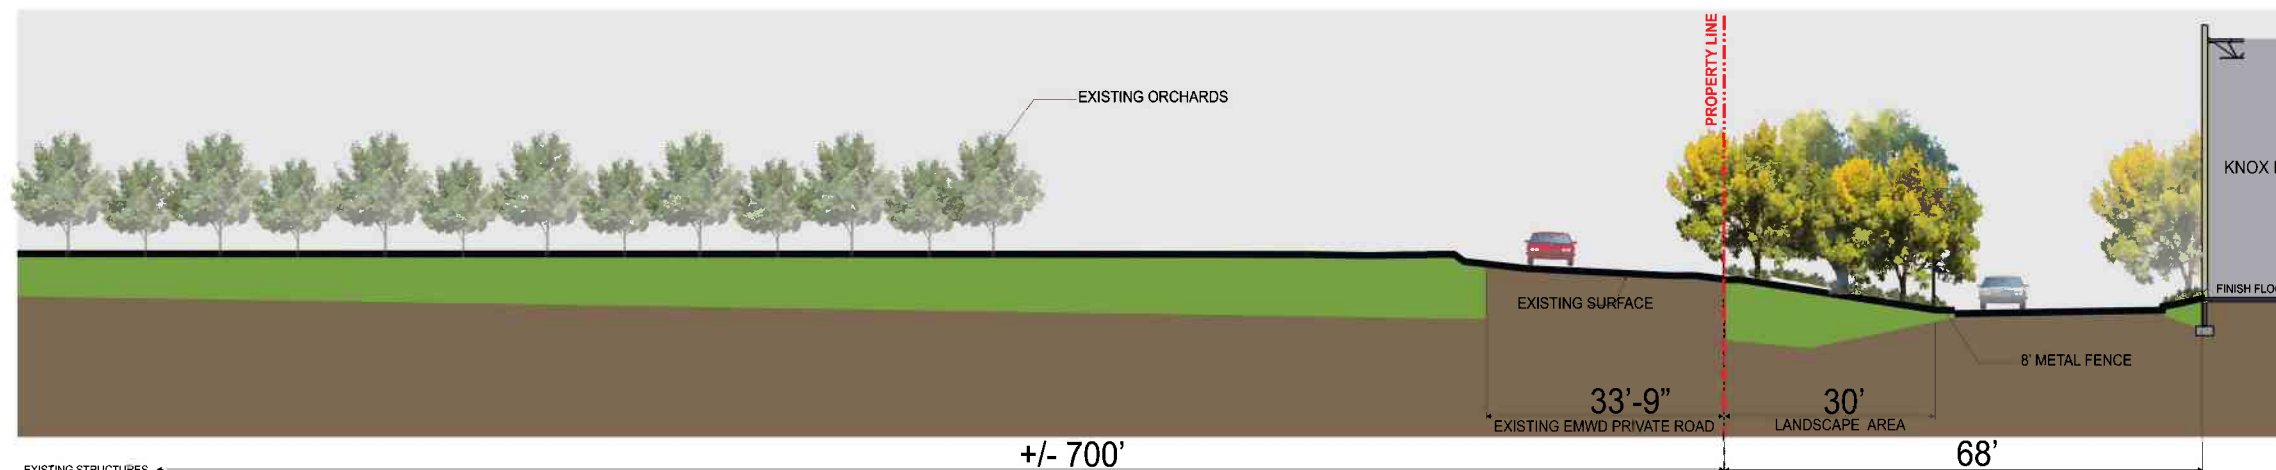 PROPERTY LINE
EXISTING ORCHARDS
KNOX
FINISH
EXISTING SURFACE
8' METAL FENCE
33'-9”
EXISTING EMWD PRIVATE ROAD
30'
LANDSCAPE AREA
+/- 700'
68'
EXISTING STRUCTURES